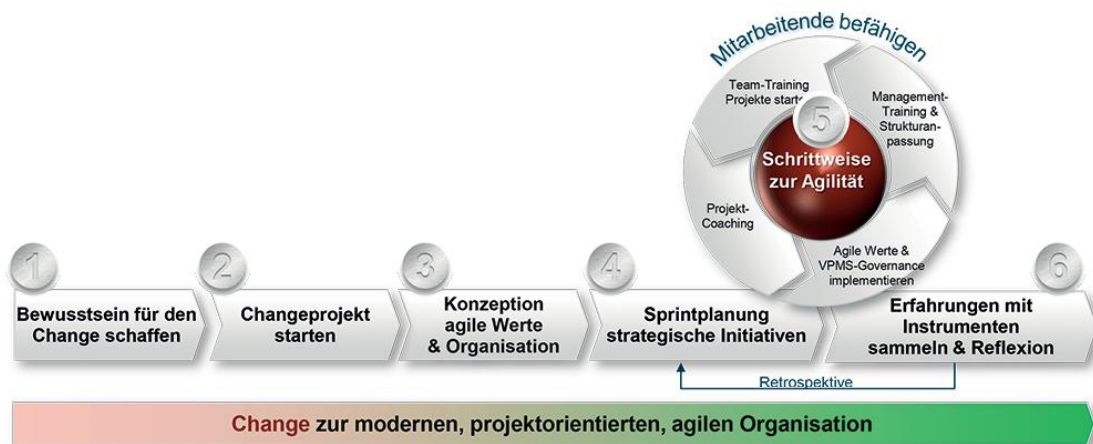 Mitarbeitende befähigen
Team-Training
Projekte starten
Management-
Training &
Strukturan-
passung
5
Schrittweise
zur Agilität
Projekt-
Coaching
Agile Werte &
VPMS-Governance
implementieren
1
Bewusstsein für den
Change schaffen
2
Changeprojekt
starten
3
Konzeption
agile Werte
& Organisation
4
Sprintplanung
strategische Initiativen
6
Erfahrungen mit
Instrumenten
sammeln & Reflexion
Retrospektive
Change zur modernen, projektorientierten, agilen Organisation